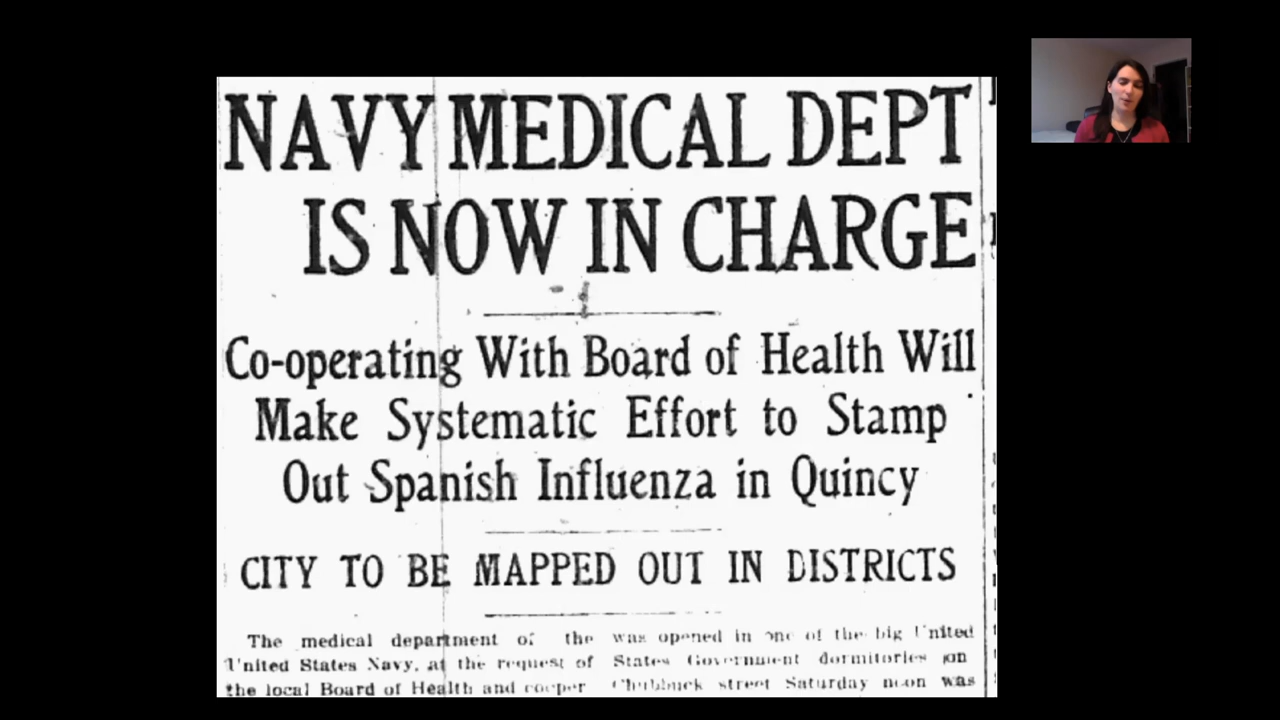 NAVY MEDICAL DEPT
IS NOW IN CHARGE
Co-operating With Board of Health Will
Make Systematic Effort to Stamp
Out Spanish Influenza in Quincy
CITY TO BE MAPPED OUT IN DISTRICTS
The medical department of the
United States Navy, at the request of
the local Board of Health and cooper
was opened in one of the big United
States Government dormitories on
Chubbuck street Saturday noon was